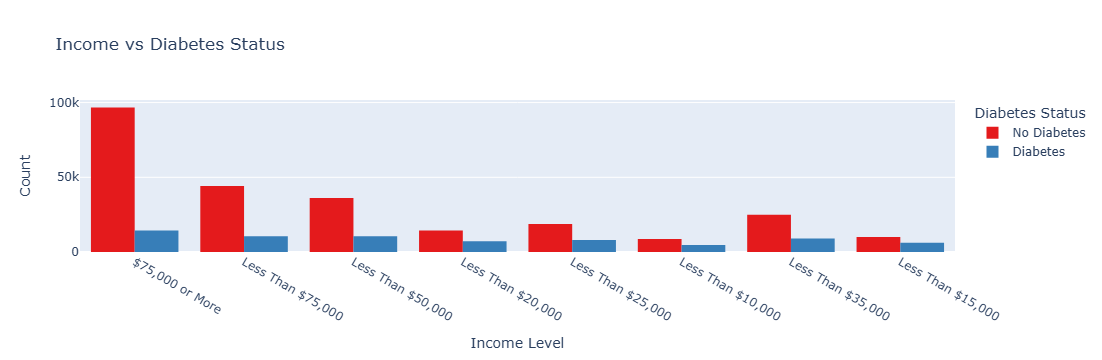 Income vs Diabetes Status
100k
50k
0
Count
$75,000 or More
Less Than $75,000
Less Than $50,000
Less Than $20,000
Less Than $25,000
Less Than $10,000
Less Than $35,000
Less Than $15,000
Income Level
Diabetes Status
No Diabetes
Diabetes